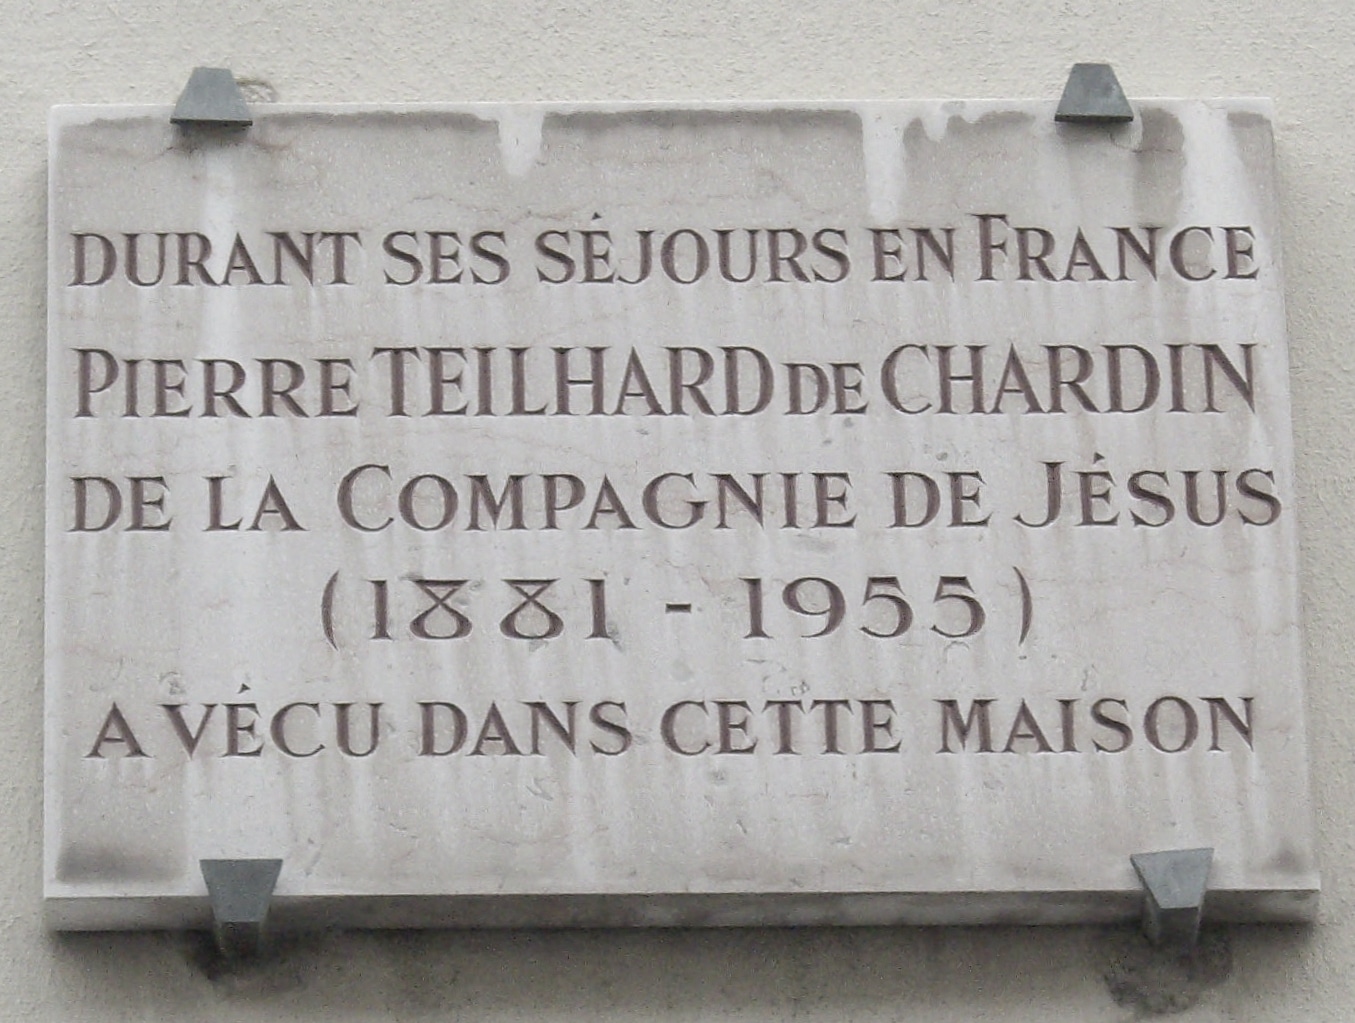 DURANT SES SÉJOURS EN FRANCE
PIERRE TEILHARD DE CHARDIN
DE LA COMPAGNIE DE JÉSUS
(1881 - 1955)
A VÉCU DANS CETTE MAISON